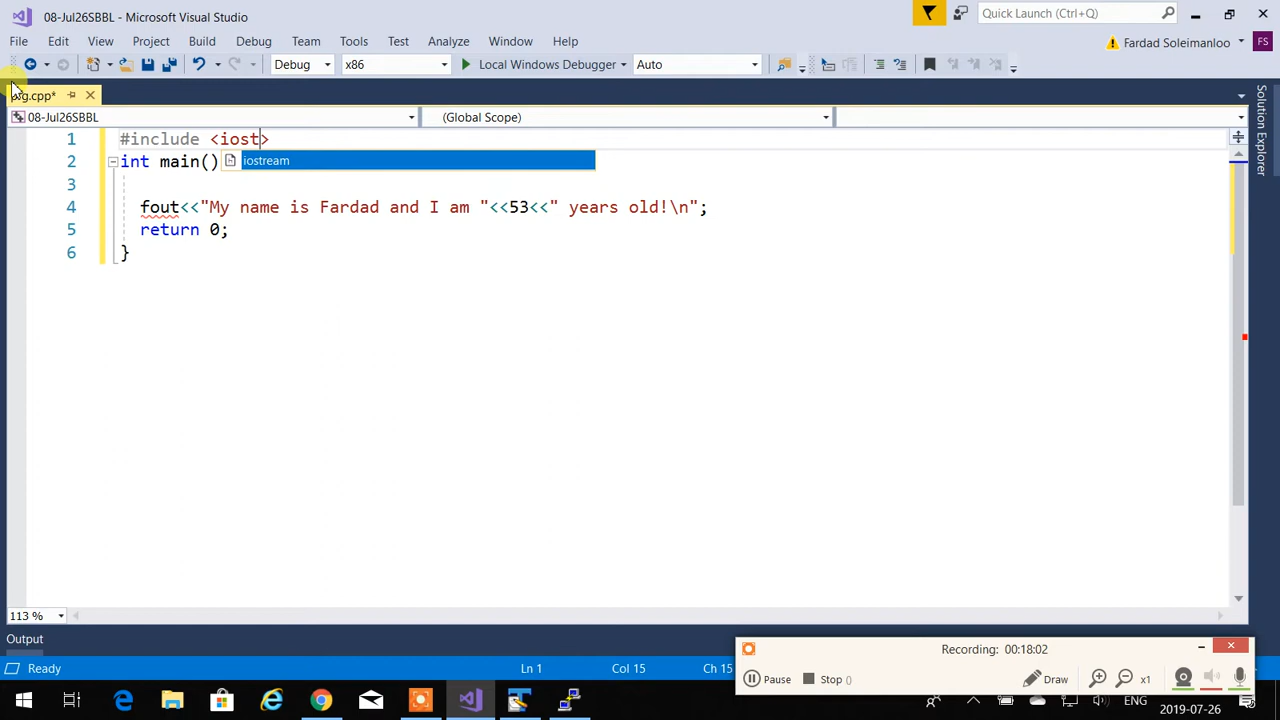 08-Jul26SBBL - Microsoft Visual Studio
Quick Launch (Ctrl+Q)
File Edit View Project Build Debug Team Tools Test Analyze Window Help
Fardad Soleimanloo
FS
Debug x86 Local Windows Debugger Auto
g.cpp*
08-Jul26SBBL
(Global Scope)
Solution Explorer
1 #include <iost>
iostream
2 int main()
3
4 fout<<"My name is Fardad and I am "<<53<<" years old!\n";
5 return 0;
6 }
113 %
Output
Ready
Ln 1
Col 15
Ch 15
Recording: 00:18:02
Pause
Stop ()
Draw
x1
ENG
2019-07-26